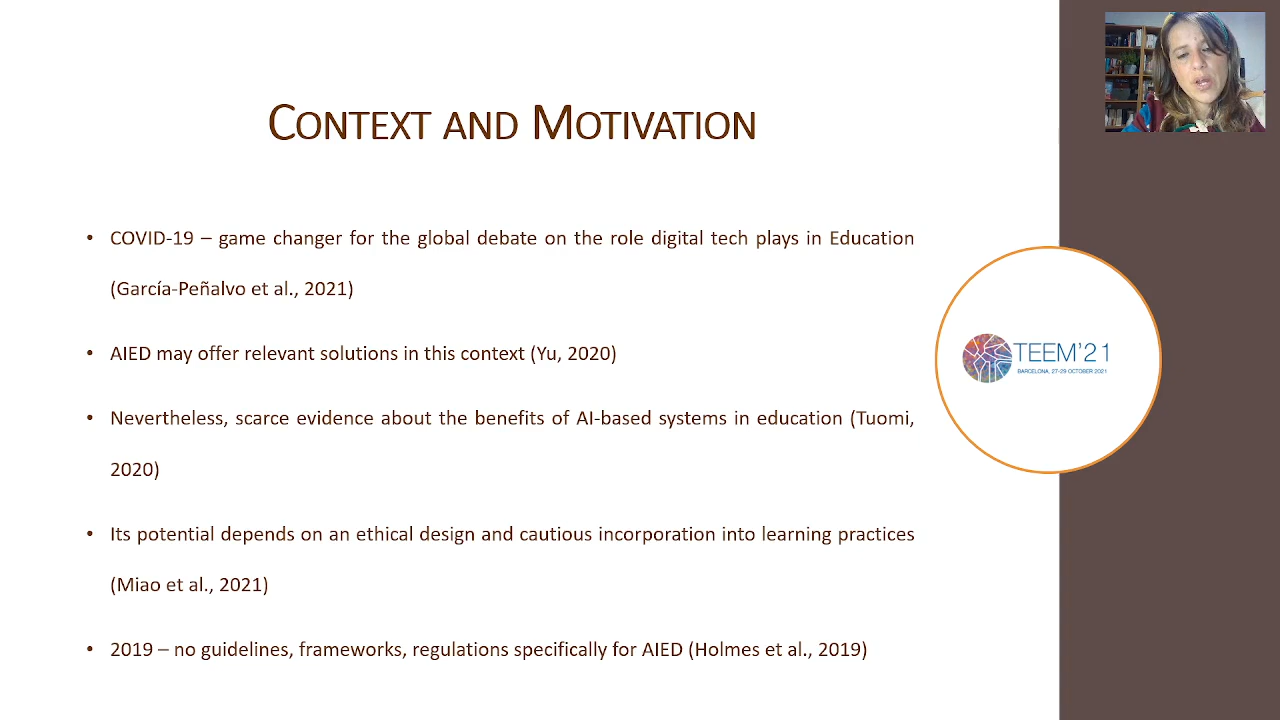 CONTEXT AND MOTIVATION
• COVID-19 – game changer for the global debate on the role digital tech plays in Education
(García-Peñalvo et al., 2021)
• AIED may offer relevant solutions in this context (Yu, 2020)
• Nevertheless, scarce evidence about the benefits of AI-based systems in education (Tuomi,
2020)
• Its potential depends on an ethical design and cautious incorporation into learning practices
(Miao et al., 2021)
• 2019 – no guidelines, frameworks, regulations specifically for AIED (Holmes et al., 2019)
TEEM'21
BARCELONA, 27-29 OCTOBER 2021